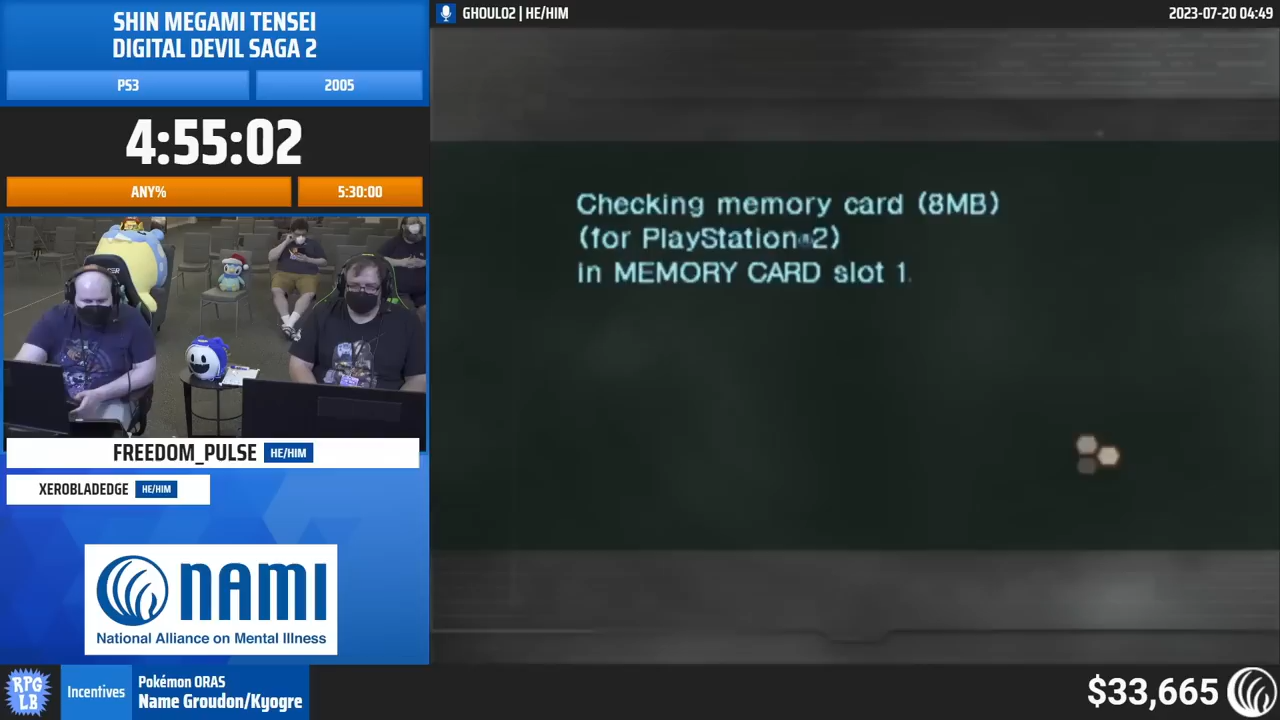 SHIN MEGAMI TENSEI
DIGITAL DEVIL SAGA 2
PS3
2005
4:55:02
ANY%
5:30:00
FREEDOM_PULSE HE/HIM
XEROBLADEDGE HE/HIM
NAMI
National Alliance on Mental Illness
GHOUL02 | HE/HIM
2023-07-20 04:49
Checking memory card (8MB)
(for PlayStation®2)
in MEMORY CARD slot 1.
RPG
LB
Incentives
Pokémon ORAS
Name Groudon/Kyogre
$33,665